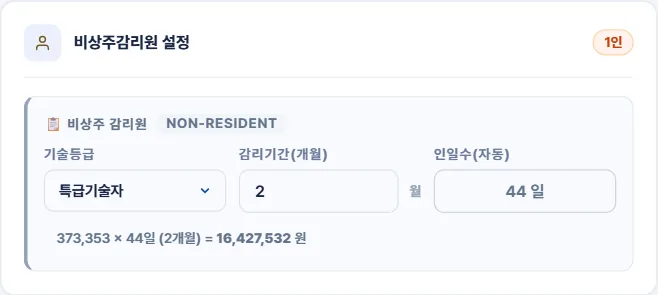 비상주감리원 설정
1인
📋 비상주 감리원 NON-RESIDENT
기술등급 감리기간(개월) 인일수(자동)
특급기술자 2 월 44 일
373,353 × 44일 (2개월) = 16,427,532 원